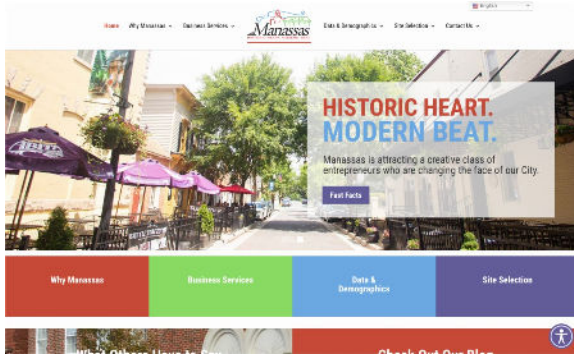 English
Home
Why Manassas
Business Services
Manassas
Data & Demographics
Site Selection
Contact Us
HISTORIC HEART.
MODERN BEAT.
Manassas is attracting a creative class of
entrepreneurs who are changing the face of our City.
Fast Facts
Why Manassas
Business Services
Data &
Demographics
Site Selection
What Others Have to Say
Check Out Our Blog